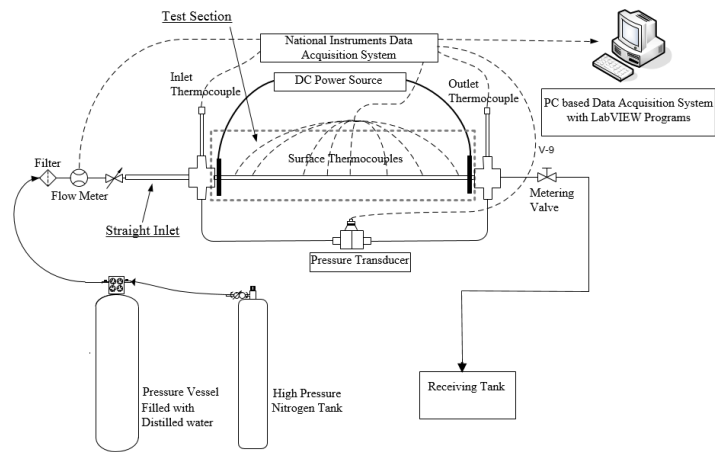 Test Section
National Instruments Data
Acquisition System
Inlet
Thermocouple
DC Power Source
Outlet
Thermocouple
PC based Data Acquisition System
with LabVIEW Programs
V-9
Surface Thermocouples
Filter
Flow Meter
Straight Inlet
Metering
Valve
Pressure Transducer
Pressure Vessel
Filled with
Distilled water
High Pressure
Nitrogen Tank
Receiving Tank